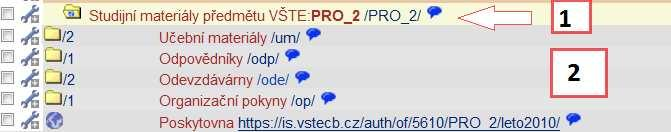 Studijní materiály předmětu VŠTE:PRO_2 /PRO_2/ 1
/2 Učební materiály /um/
/1 Odpovědníky /odp/
/2 Odevzdávárny /ode/ 2
/1 Organizační pokyny /op/
Poskytovna https://is.vstecb.cz/auth/of/5610/PRO_2/leto2010/